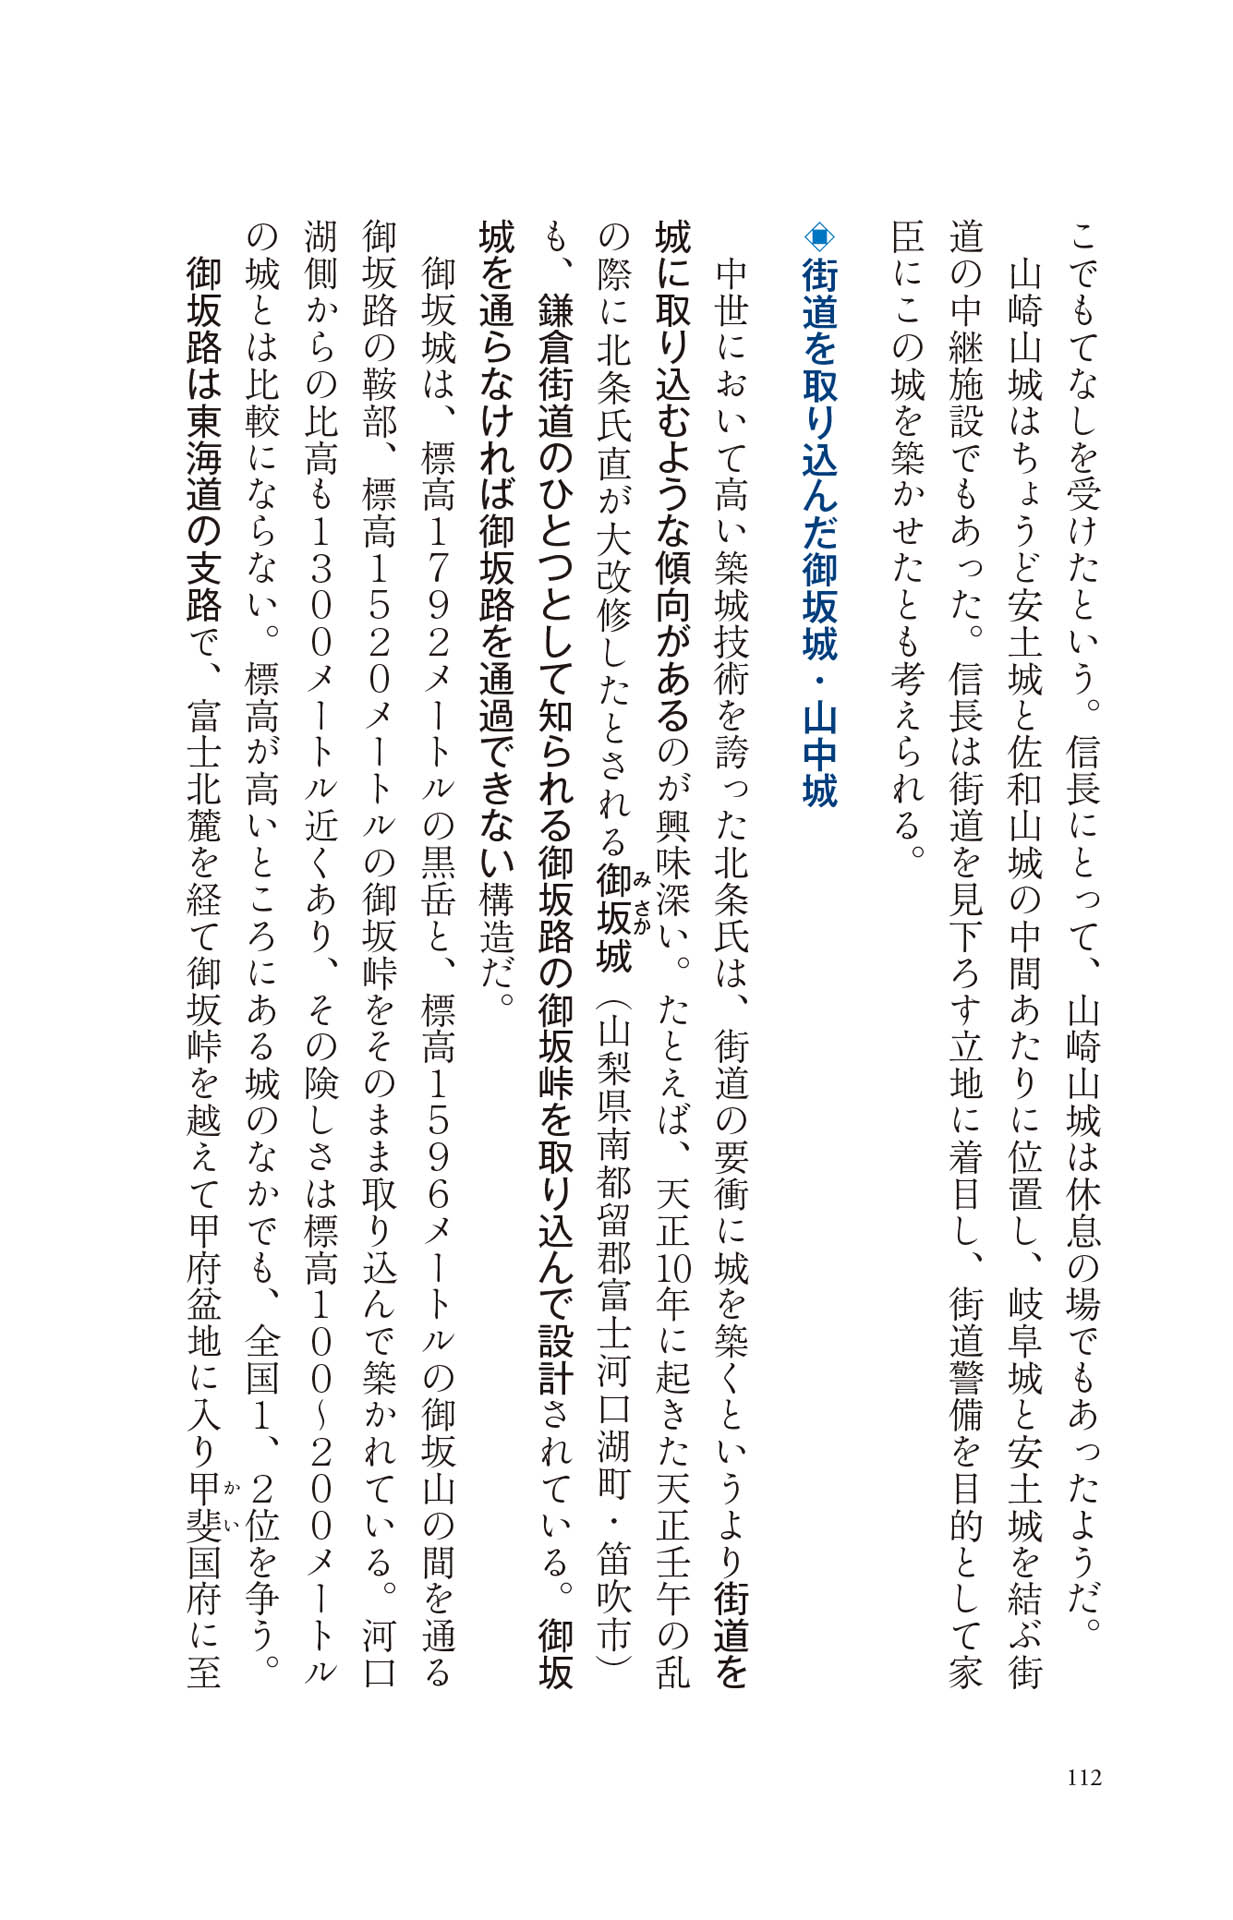 こでもてなしを受けたという。信長にとって、山崎山城は休息の場でもあったようだ。
山崎山城はちょうど安土城と佐和山城の中間あたりに位置し、岐阜城と安土城を結ぶ街
道の中継施設でもあった。信長は街道を見下ろす立地に着目し、街道警備を目的として家
臣にこの城を築かせたとも考えられる。
◈街道を取り込んだ御坂城・山中城
中世において高い築城技術を誇った北条氏は、街道の要衝に城を築くというより街道を
城に取り込むような傾向があるのが興味深い。たとえば、天正10年に起きた天正壬午の乱
の際に北条氏直が大改修したとされる御坂城（山梨県南都留郡富士河口湖町・笛吹市）
みさか
も、鎌倉街道のひとつとして知られる御坂路の御坂峠を取り込んで設計されている。御坂
城を通らなければ御坂路を通過できない構造だ。
御坂城は、標高1792メートルの黒岳と、標高1596メートルの御坂山の間を通る
御坂路の鞍部、標高1520メートルの御坂峠をそのまま取り込んで築かれている。河口
湖側からの比高も1300メートル近くあり、その険しさは標高100〜200メートル
の城とは比較にならない。標高が高いところにある城のなかでも、全国1、2位を争う。
御坂路は東海道の支路で、富士北麓を経て御坂峠を越えて甲府盆地に入り甲斐国府に至
かい
112